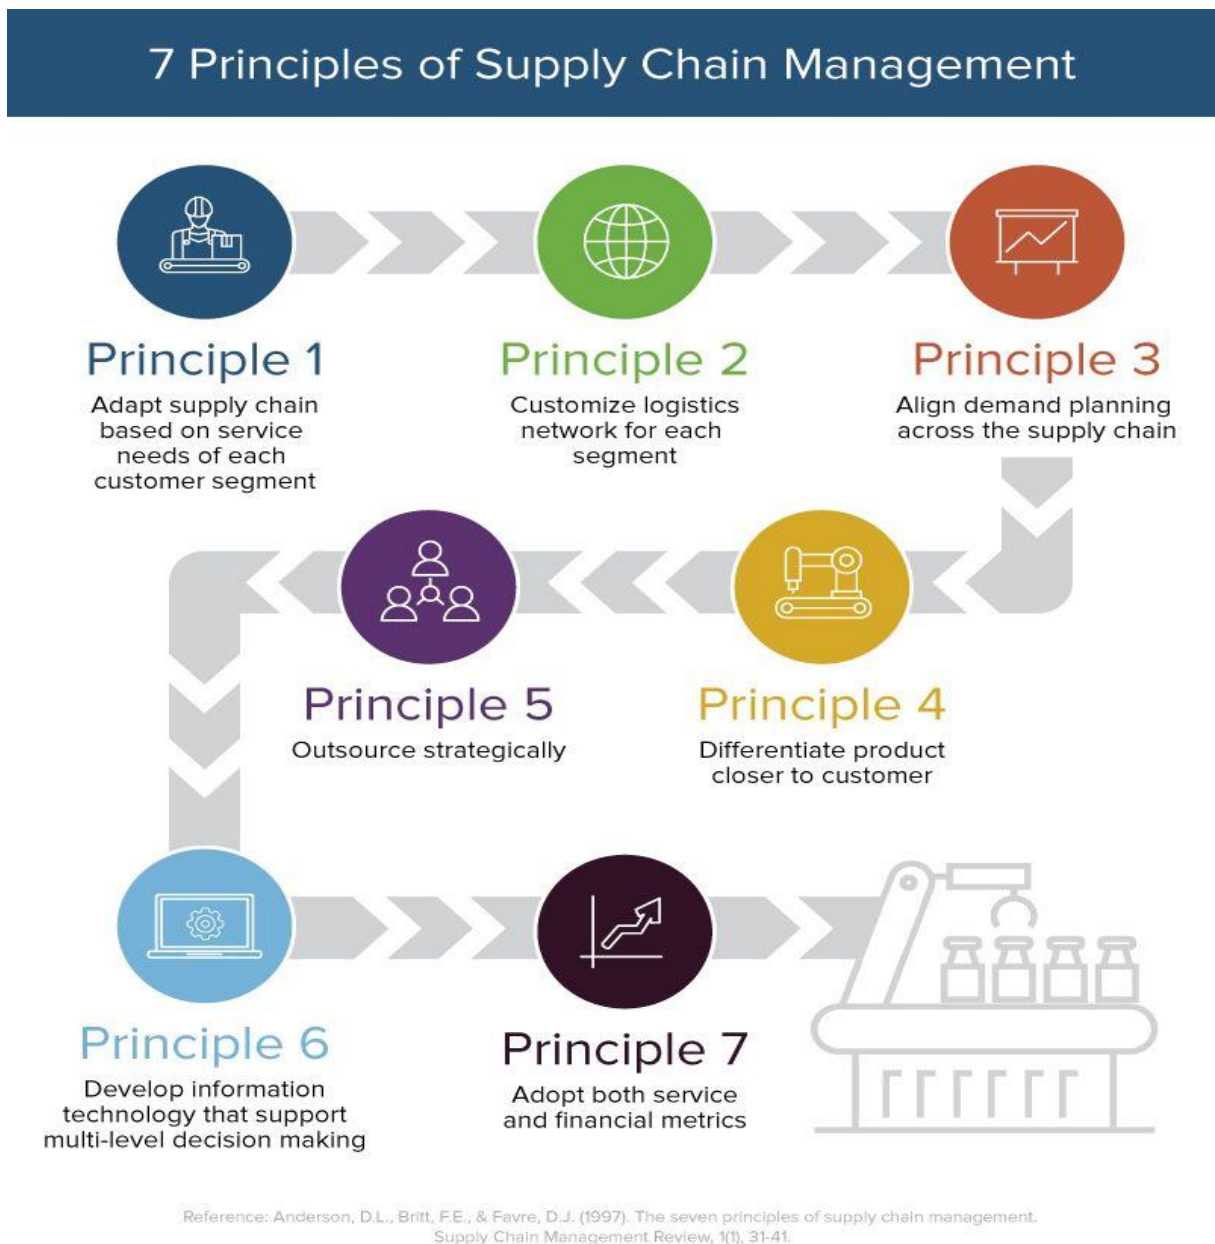 7 Principles of Supply Chain Management
Principle 1
Adapt supply chain
based on service
needs of each
customer segment
Principle 2
Customize logistics
network for each
segment
Principle 3
Align demand planning
across the supply chain
Principle 4
Differentiate product
closer to customer
Principle 5
Outsource strategically
Principle 6
Develop information
technology that support
multi-level decision making
Principle 7
Adopt both service
and financial metrics
Reference: Anderson, D.L., Britt, F.E., & Favre, D.J. (1997). The seven principles of supply chain management.
Supply Chain Management Review, 1(1), 31-41.